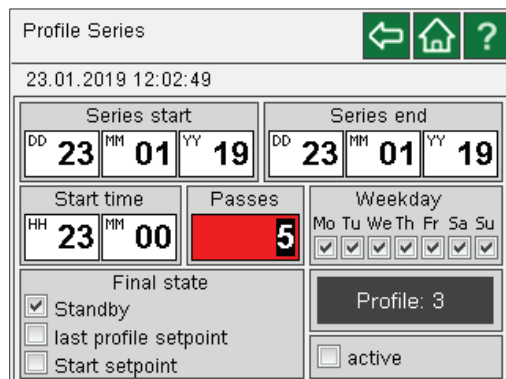 Profile Series
?
23.01.2019 12:02:49
Series start
DD 23 MM 01 YY 19
Series end
DD 23 MM 01 YY 19
Start time
HH 23 MM 00
Passes
5
Weekday
Mo Tu We Th Fr Sa Su
Final state
Standby
last profile setpoint
Start setpoint
Profile: 3
active